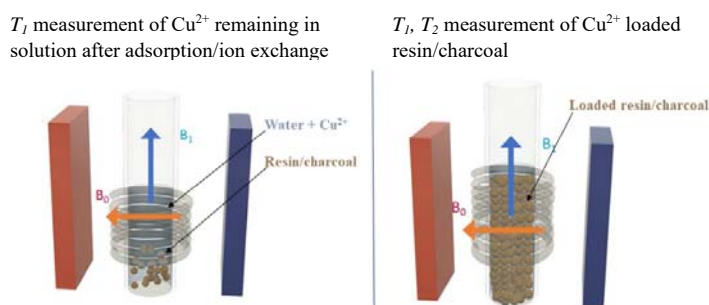 T₁ measurement of Cu²⁺ remaining in
solution after adsorption/ion exchange
T₁, T₂ measurement of Cu²⁺ loaded
resin/charcoal
Water + Cu²⁺
B₁
Resin/charcoal
B₀
Loaded resin/charcoal
B₁
B₀